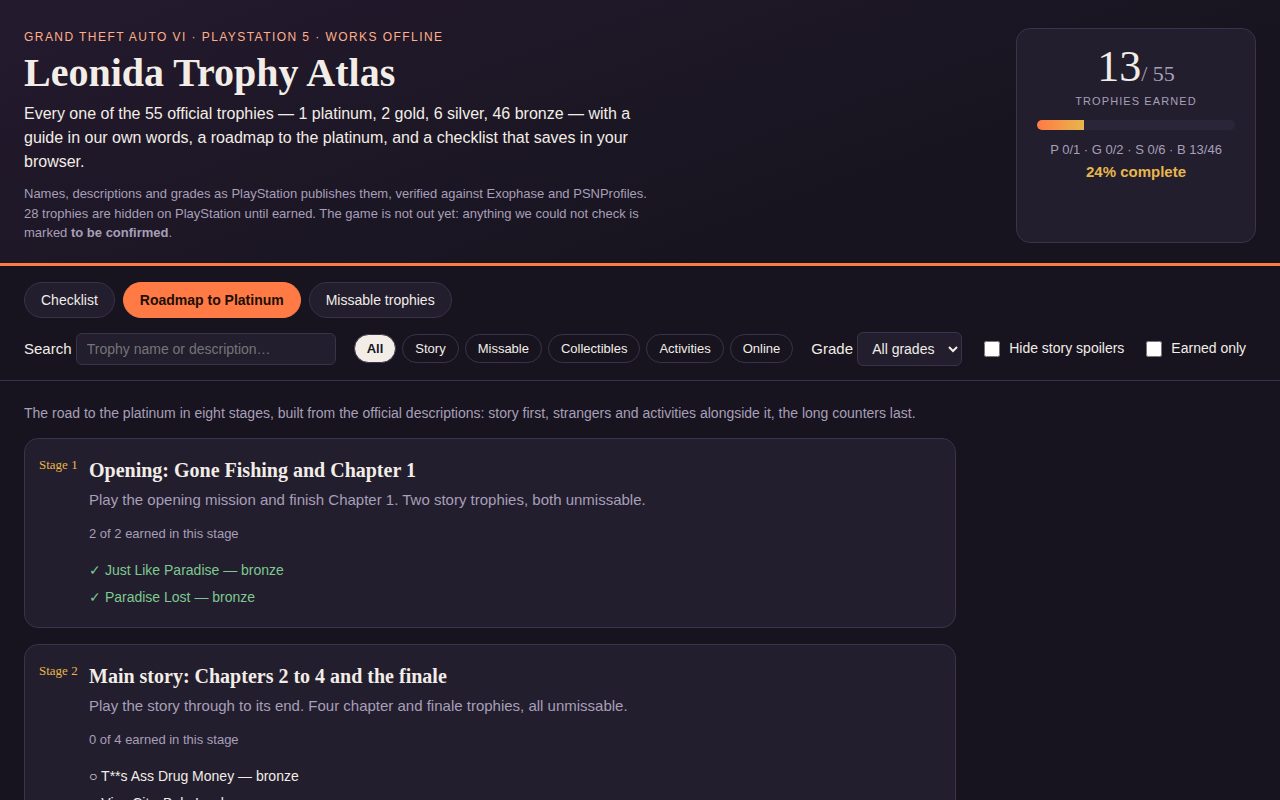 GRAND THEFT AUTO VI · PLAYSTATION 5 · WORKS OFFLINE
Leonida Trophy Atlas
Every one of the 55 official trophies — 1 platinum, 2 gold, 6 silver, 46 bronze — with a
guide in our own words, a roadmap to the platinum, and a checklist that saves in your
browser.
Names, descriptions and grades as PlayStation publishes them, verified against Exophase and PSNProfiles.
28 trophies are hidden on PlayStation until earned. The game is not out yet: anything we could not check is
marked to be confirmed.
13 / 55
TROPHIES EARNED
P 0/1 · G 0/2 · S 0/6 · B 13/46
24% complete
Checklist Roadmap to Platinum Missable trophies
Search Trophy name or description… All Story Missable Collectibles Activities Online Grade All grades Hide story spoilers Earned only
The road to the platinum in eight stages, built from the official descriptions: story first, strangers and activities alongside it, the long counters last.
Stage 1 Opening: Gone Fishing and Chapter 1
Play the opening mission and finish Chapter 1. Two story trophies, both unmissable.
2 of 2 earned in this stage
✓ Just Like Paradise — bronze
✓ Paradise Lost — bronze
Stage 2 Main story: Chapters 2 to 4 and the finale
Play the story through to its end. Four chapter and finale trophies, all unmissable.
0 of 4 earned in this stage
○ T**s Ass Drug Money — bronze